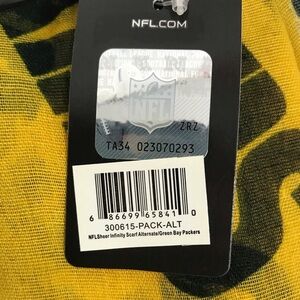 NFL.COM
NFL
ZRZ
TA34 023070293
6 86699 65841 0
300615-PACK-ALT
NFLSheer Infinity Scarf Alternate/Green Bay Packers